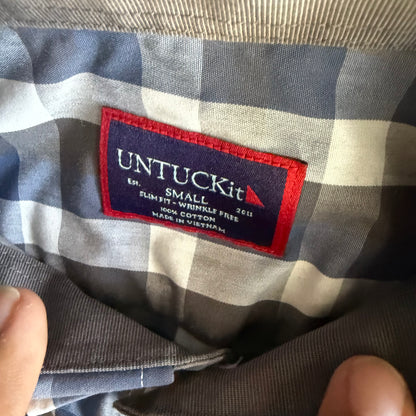 UNTUCKit
EST. 2011
SMALL
SLIM FIT - WRINKLE FREE
100% COTTON
MADE IN VIETNAM